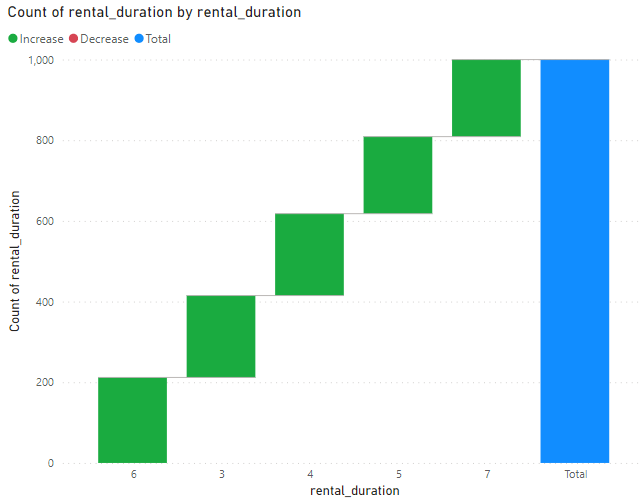 Count of rental_duration by rental_duration
Increase Decrease Total
1,000
800
600
400
200
0
Count of rental_duration
6 3 4 5 7 Total
rental_duration